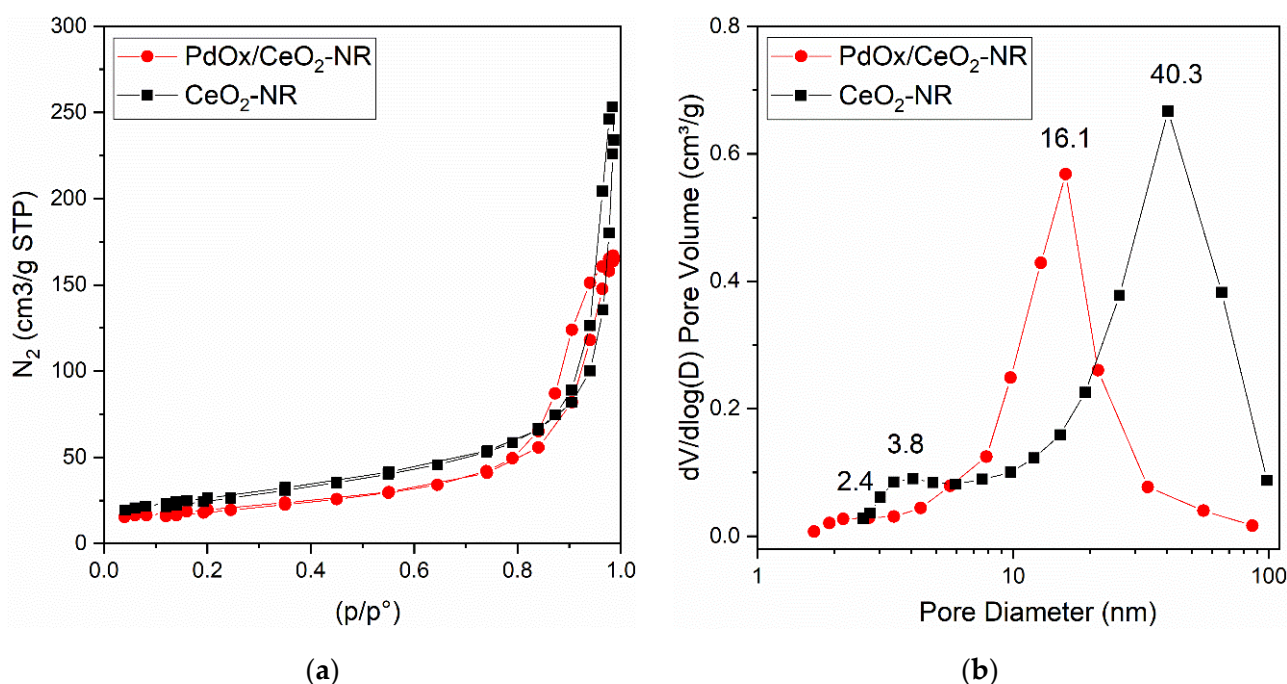 300
250
200
150
100
50
0
N₂ (cm3/g STP)
PdOx/CeO₂-NR
CeO₂-NR
0.0 0.2 0.4 0.6 0.8 1.0
(p/p°)
(a)
0.8
0.6
0.4
0.2
0.0
dV/dlog(D) Pore Volume (cm³/g)
PdOx/CeO₂-NR
CeO₂-NR
40.3
16.1
3.8
2.4
1 10 100
Pore Diameter (nm)
(b)